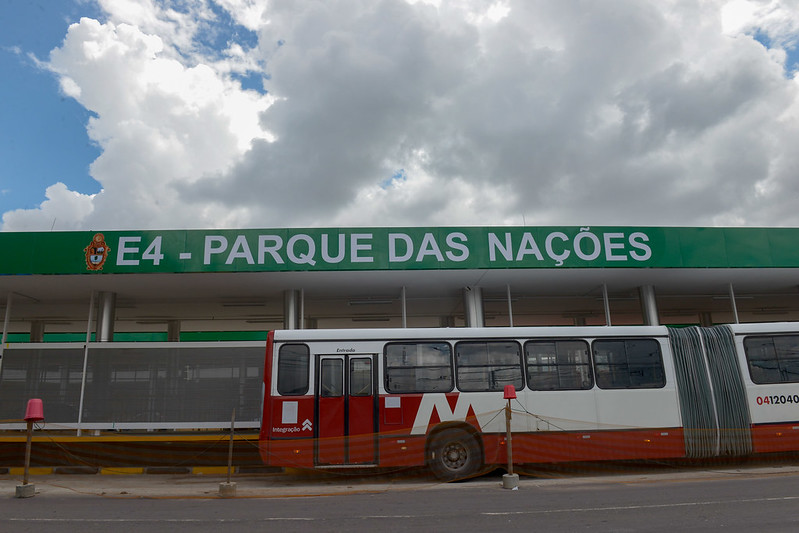 E4 - PARQUE DAS NAÇÕES
Entrada
Integração
M
0412040